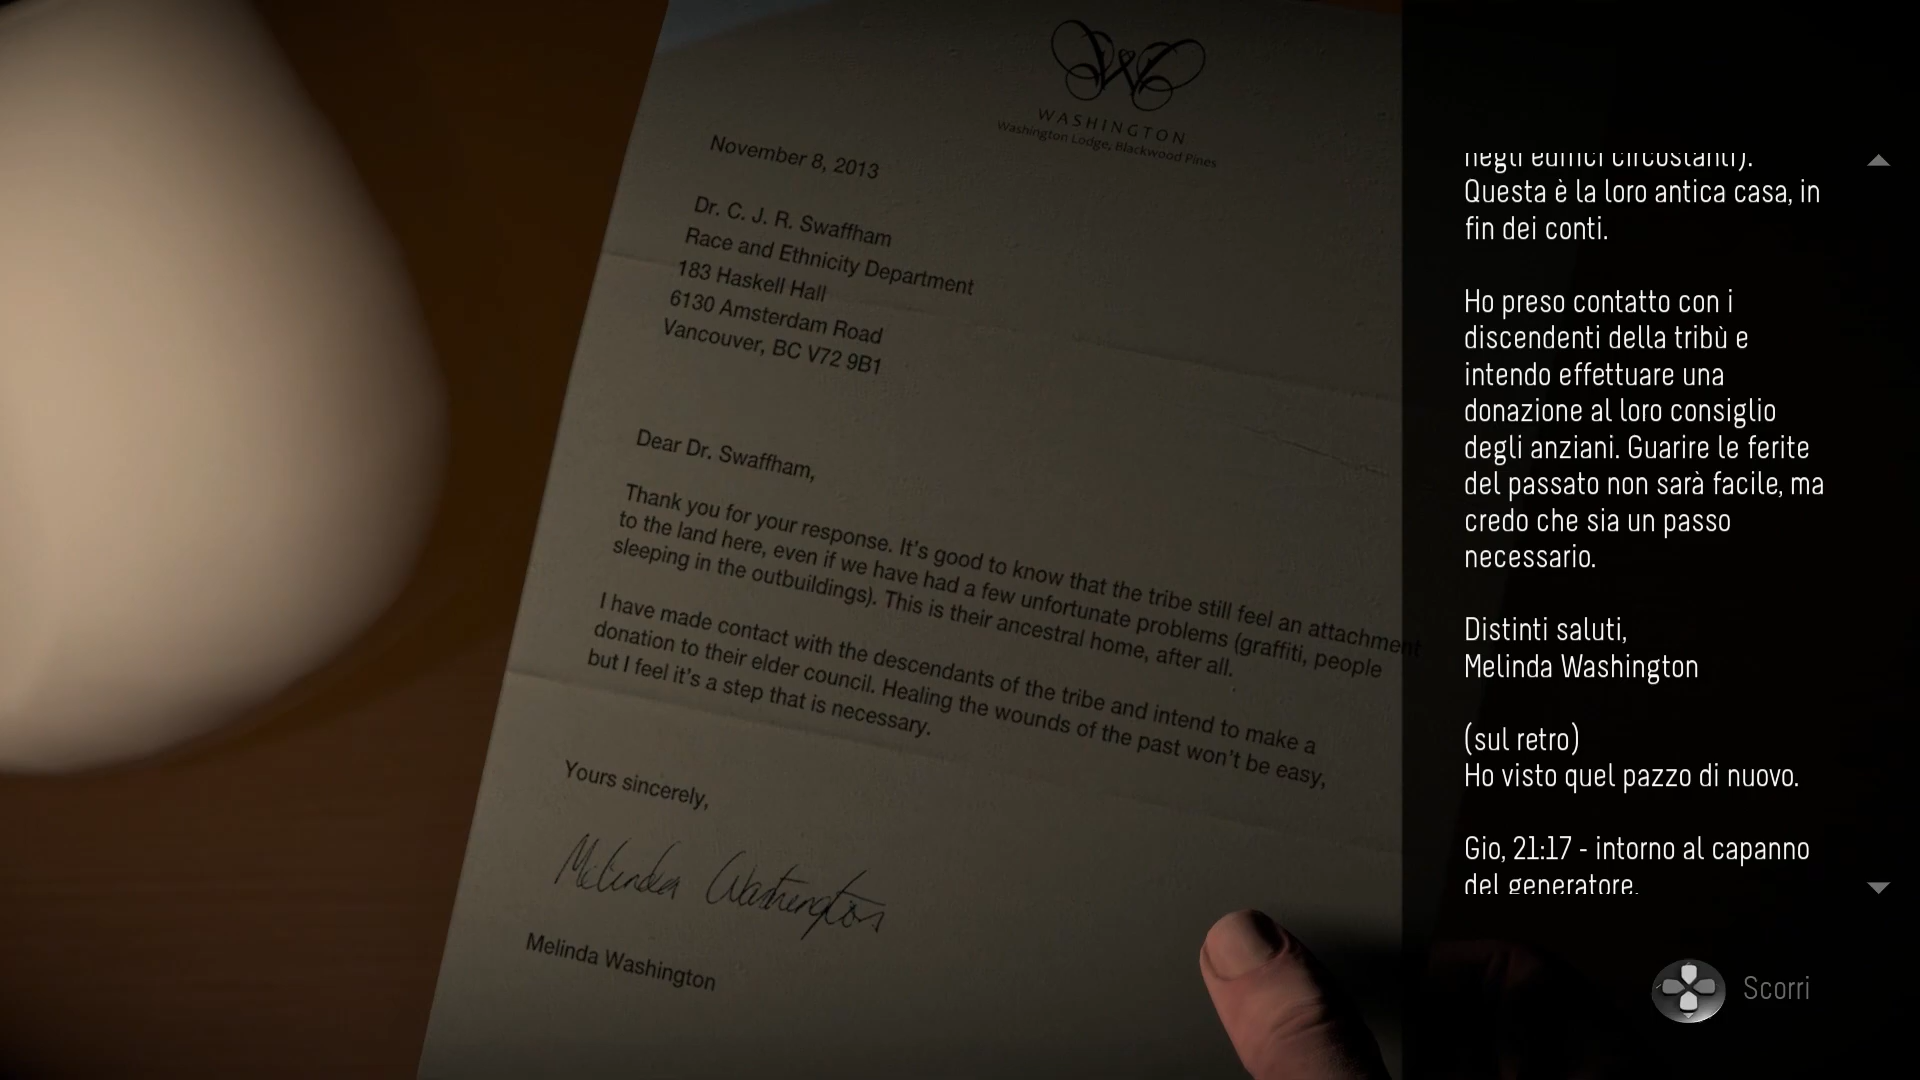 WASHINGTON
Washington Lodge, Blackwood Pines
November 8, 2013
Dr. C. J. R. Swaffham
Race and Ethnicity Department
183 Haskell Hall
6130 Amsterdam Road
Vancouver, BC V72 9B1
Dear Dr. Swaffham,
Thank you for your response. It's good to know that the tribe still feel an attachment
to the land here, even if we have had a few unfortunate problems (graffiti, people
sleeping in the outbuildings). This is their ancestral home, after all.
I have made contact with the descendants of the tribe and intend to make a
donation to their elder council. Healing the wounds of the past won't be easy,
but I feel it's a step that is necessary.
Yours sincerely,
Melinda Washington
Melinda Washington
negli edifici circostanti).
Questa è la loro antica casa, in
fin dei conti.
Ho preso contatto con i
discendenti della tribù e
intendo effettuare una
donazione al loro consiglio
degli anziani. Guarire le ferite
del passato non sarà facile, ma
credo che sia un passo
necessario.
Distinti saluti,
Melinda Washington
(sul retro)
Ho visto quel pazzo di nuovo.
Gio, 21:17 - intorno al capanno
del generatore.
Scorri